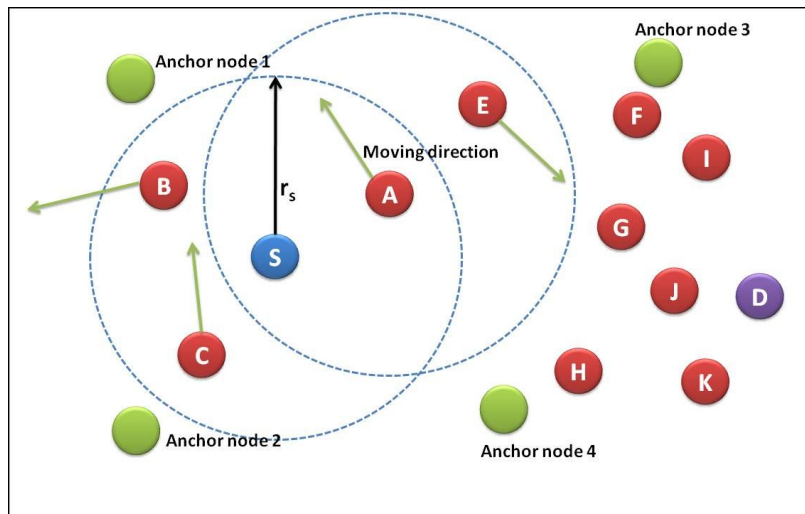 Anchor node 3
Anchor node 1
E
F
Moving direction
I
B
rs
A
G
S
J
D
C
H
K
Anchor node 2
Anchor node 4